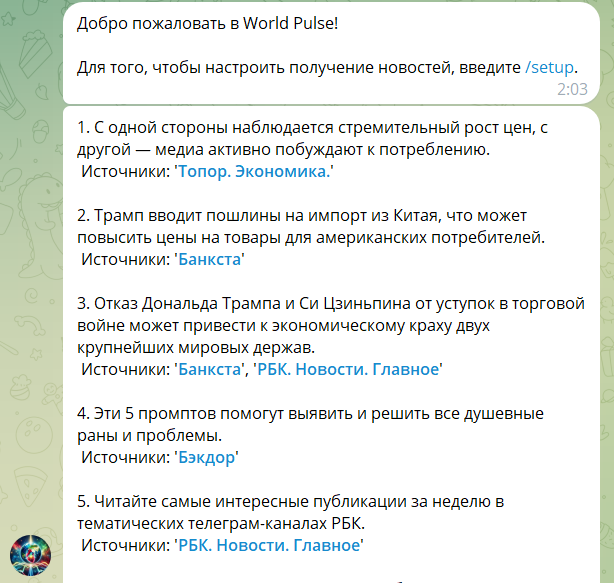 Добро пожаловать в World Pulse!
Для того, чтобы настроить получение новостей, введите /setup.
2:03
1. С одной стороны наблюдается стремительный рост цен, с
другой — медиа активно побуждают к потреблению.
Источники: 'Топор. Экономика.'
2. Трамп вводит пошлины на импорт из Китая, что может
повысить цены на товары для американских потребителей.
Источники: 'Банкста'
3. Отказ Дональда Трампа и Си Цзиньпина от уступок в торговой
войне может привести к экономическому краху двух
крупнейших мировых держав.
Источники: 'Банкста', 'РБК. Новости. Главное'
4. Эти 5 промптов помогут выявить и решить все душевные
раны и проблемы.
Источники: 'Бэкдор'
5. Читайте самые интересные публикации за неделю в
тематических телеграм-каналах РБК.
Источники: 'РБК. Новости. Главное'